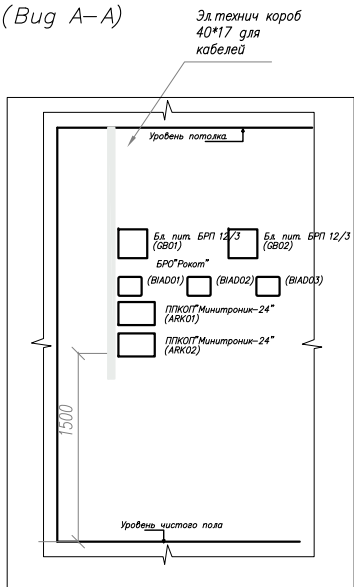 (Вид А-А)
Эл.технич короб
40*17 для
кабелей
Уровень потолка.
Бл. пит. БРП 12/3
(GB01)
Бл. пит. БРП 12/3
(GB02)
БРО"Рокот"
(BIAD01)
(BIAD02)
(BIAD03)
ППКОП"Минитроник-24"
(ARK01)
ППКОП"Минитроник-24"
(ARK02)
1500
Уровень чистого пола